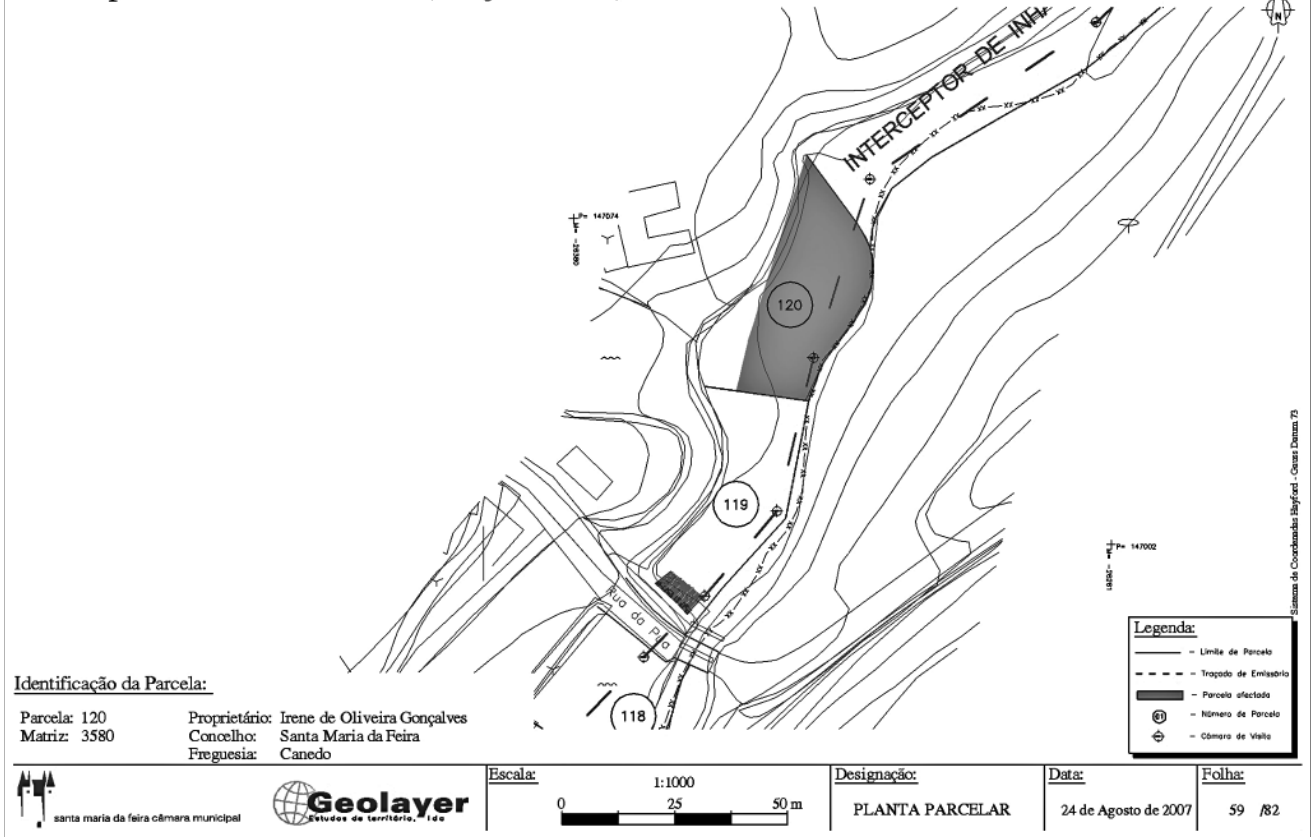 INTERCEPTOR DE INHA
N
P= 147074
M= -26380
120
119
Rua da Póa
118
P= 147002
M= -26281
Sistema de Coordenadas Hayford - Gauss Datum 73
Legenda:
- Limite de Parcela
- Traçado de Emissário
- Parcela afectada
- Número de Parcela
- Câmara de Visita
Identificação da Parcela:
Parcela: 120
Proprietário: Irene de Oliveira Gonçalves
Matriz: 3580
Concelho: Santa Maria da Feira
Freguesia: Canedo
santa maria da feira câmara municipal
Geolayer
Estudos de território, lda
Escala:
1:1000
0 25 50 m
Designação:
PLANTA PARCELAR
Data:
24 de Agosto de 2007
Folha:
59 /82